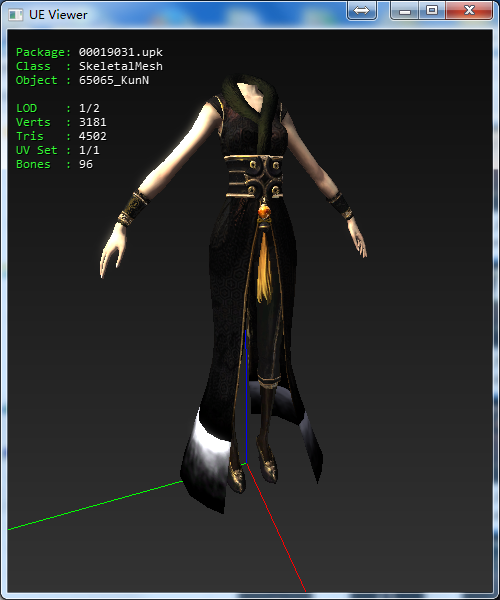 UE Viewer
Package: 00019031.upk
Class : SkeletalMesh
Object : 65065_KunN
LOD : 1/2
Verts : 3181
Tris : 4502
UV Set : 1/1
Bones : 96